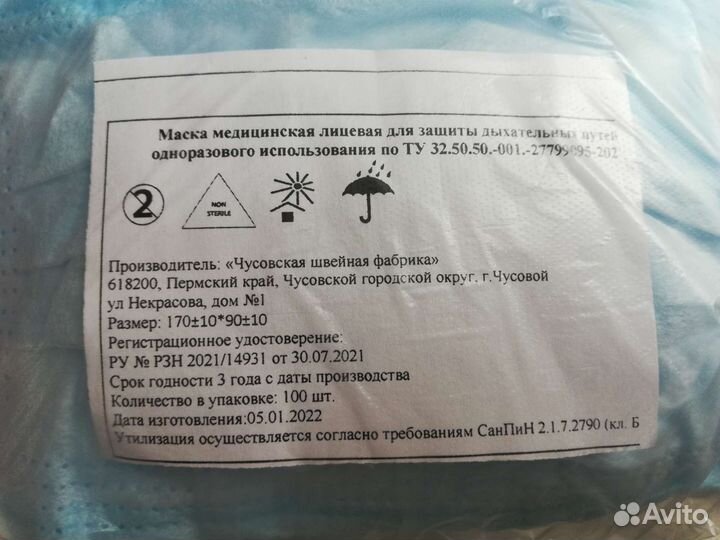 Маска медицинская лицевая для защиты дыхательных путей
одноразового использования по ТУ 32.50.50.-001.-27799695-202
2
NON
STERILE
Производитель: «Чусовская швейная фабрика»
618200, Пермский край, Чусовской городской округ, г.Чусовой
ул Некрасова, дом №1
Размер: 170±10*90±10
Регистрационное удостоверение:
РУ № РЗН 2021/14931 от 30.07.2021
Срок годности 3 года с даты производства
Количество в упаковке: 100 шт.
Дата изготовления:05.01.2022
Утилизация осуществляется согласно требованиям СанПиН 2.1.7.2790 (кл. Б
Avito